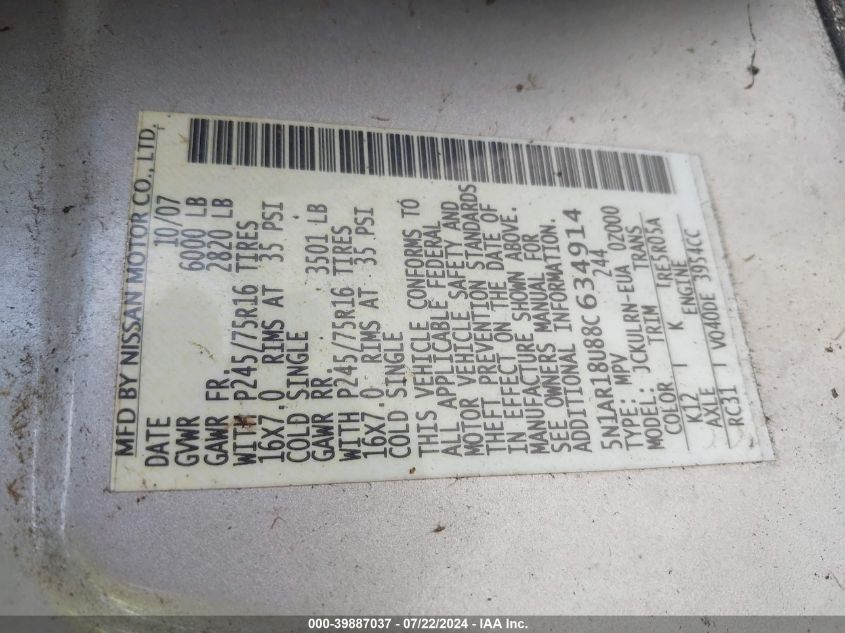 MFD BY NISSAN MOTOR CO., LTD.
DATE 10/07
GVWR 6000 LB
GAWR FR. 2820 LB
WITH P245/75R16 TIRES
16X7.0 RIMS AT 35 PSI
COLD SINGLE
GAWR RR. 3501 LB
WITH P245/75R16 TIRES
16X7.0 RIMS AT 35 PSI
COLD SINGLE
THIS VEHICLE CONFORMS TO
ALL APPLICABLE FEDERAL
MOTOR VEHICLE SAFETY AND
THEFT PREVENTION STANDARDS
IN EFFECT ON THE DATE OF
MANUFACTURE SHOWN ABOVE.
SEE OWNERS MANUAL FOR
ADDITIONAL INFORMATION.
5N1AR18U88C 634914
TYPE: MPV 244
MODEL: JCKULRN-EUA DZ000
COLOR TRIM TRANS
K12 K RE5R05A
AXLE ENGINE
RC31 VQ40DE 3954CC
000-39887037 / 07/22/2024 - IAA Inc.